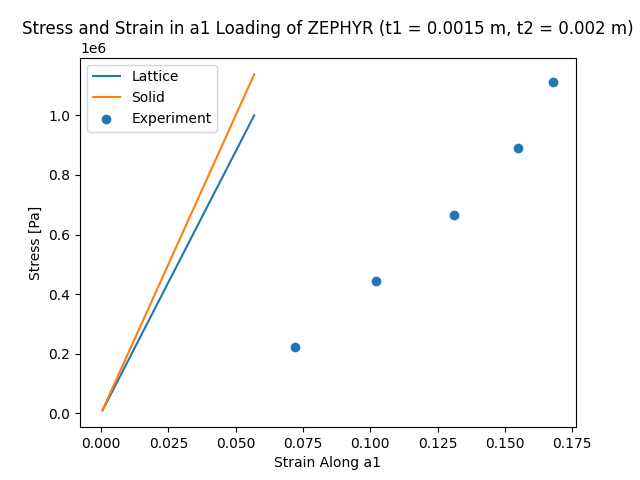 Stress and Strain in a1 Loading of ZEPHYR (t1 = 0.0015 m, t2 = 0.002 m)
1e6
Lattice
Solid
Experiment
1.0
0.8
0.6
0.4
0.2
0.0
Stress [Pa]
0.000 0.025 0.050 0.075 0.100 0.125 0.150 0.175
Strain Along a1